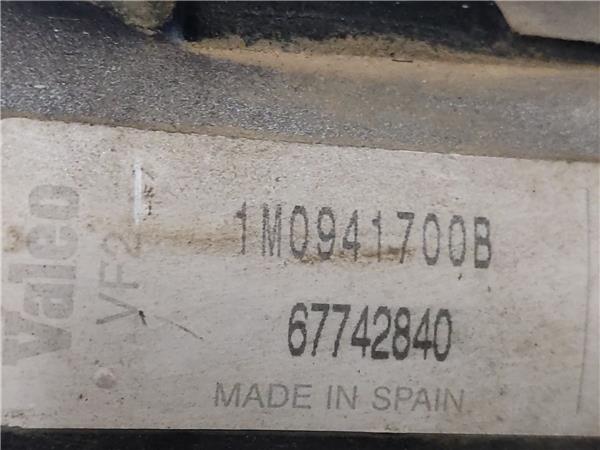 Valeo
VF2
1M0941700B
67742840
MADE IN SPAIN